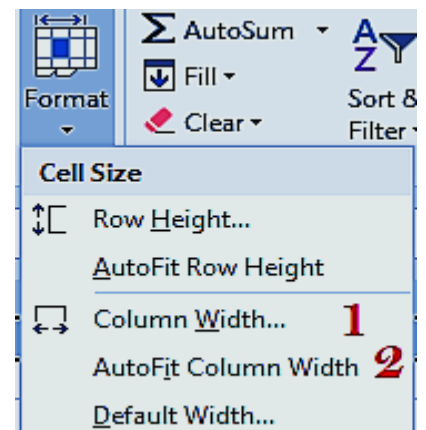 Σ AutoSum
Fill
Clear
Format
A
Z
Sort &
Filter
Cell Size
Row Height...
AutoFit Row Height
Column Width... 1
AutoFit Column Width 2
Default Width...